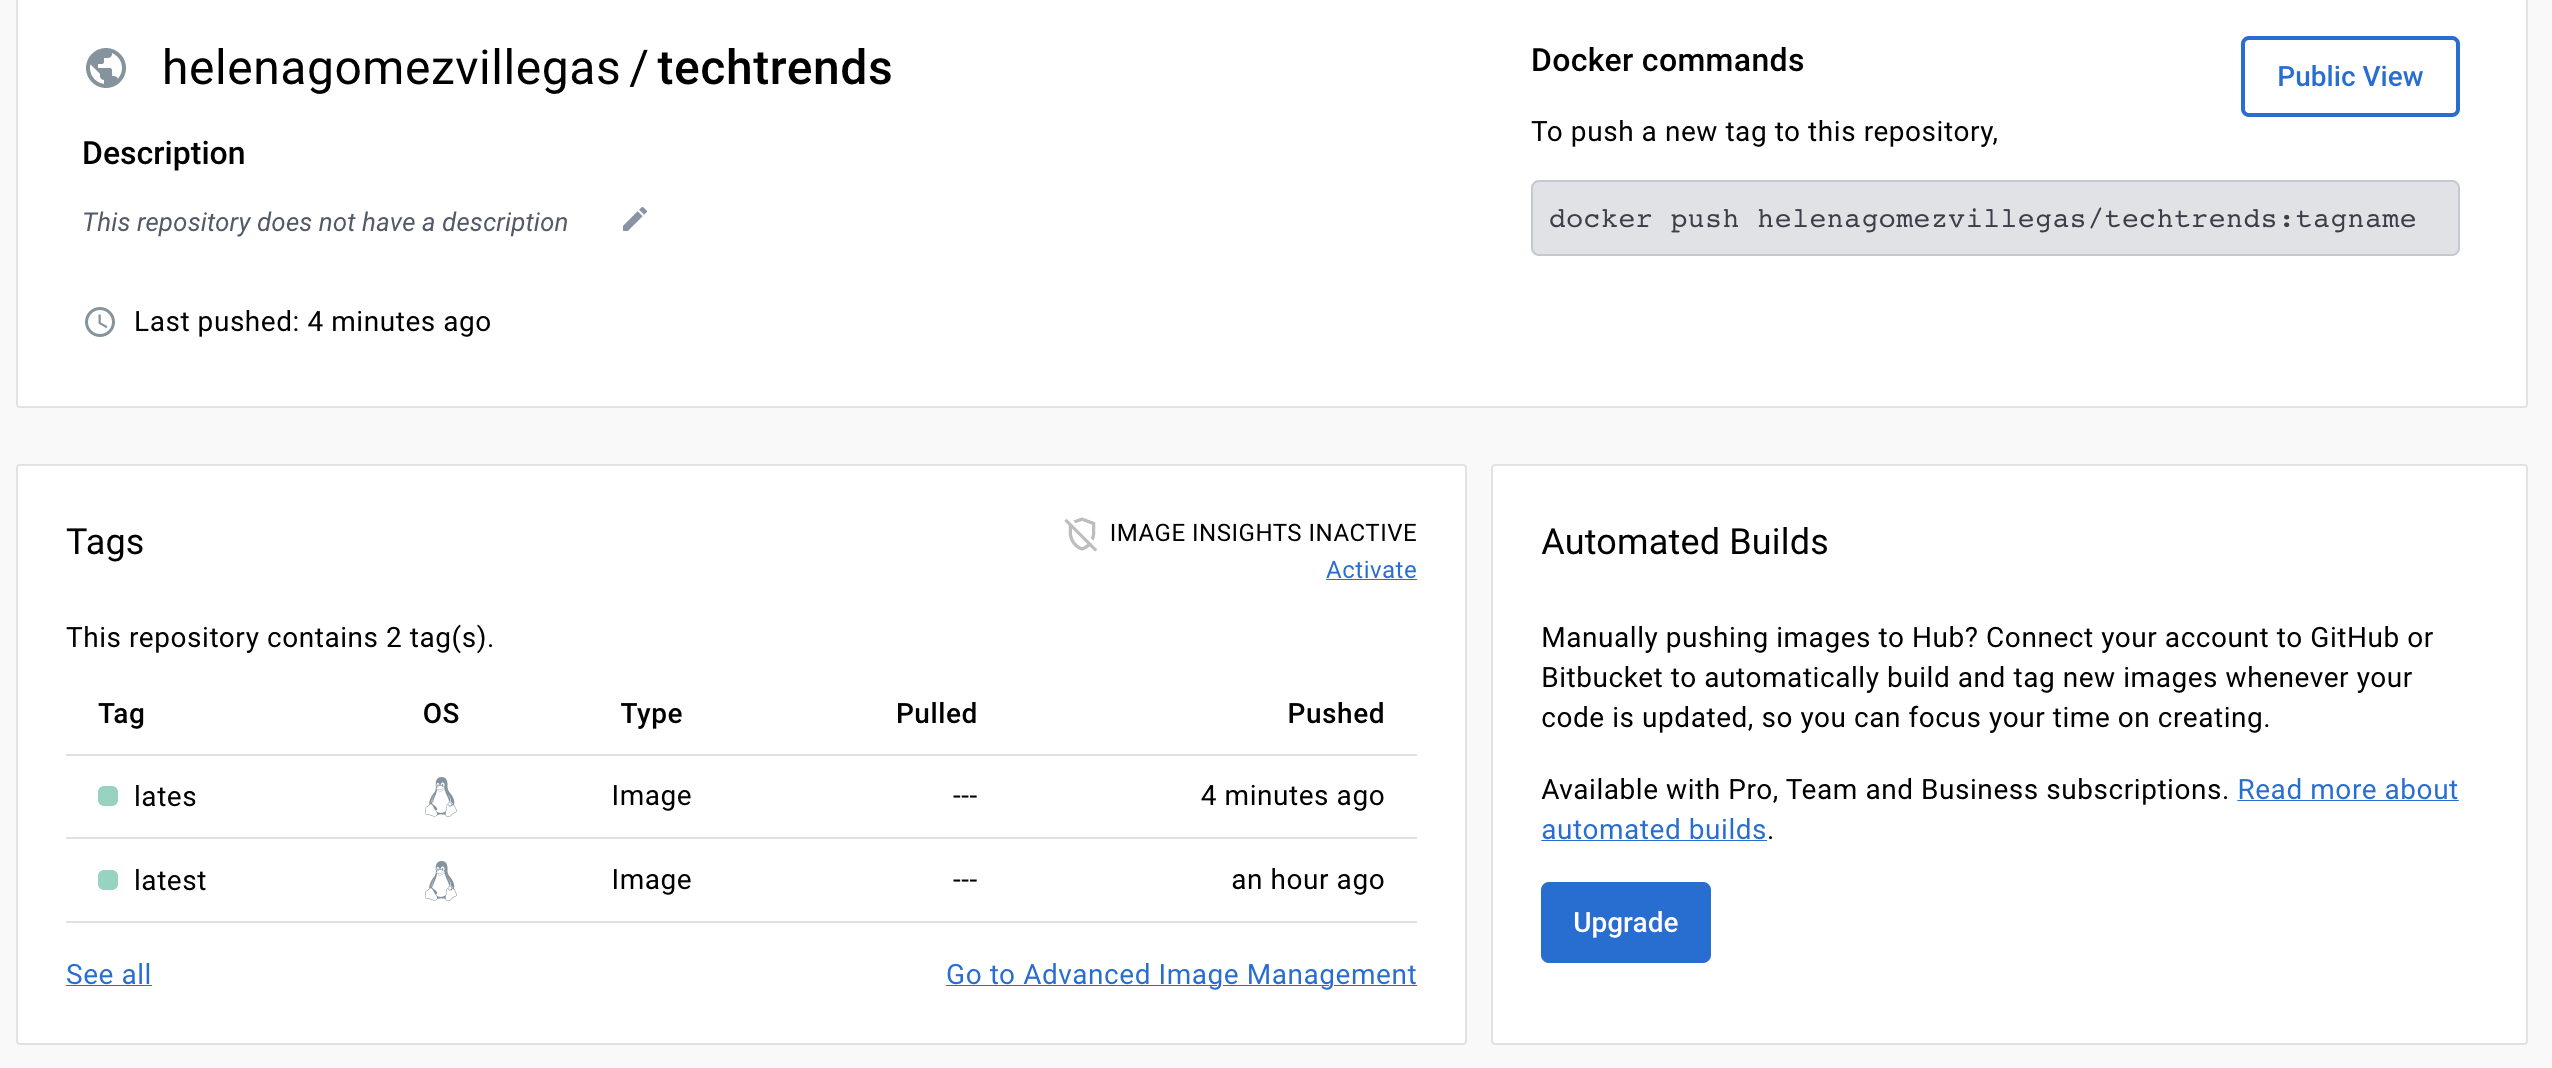 helenagomezvillegas / techtrends
Description
This repository does not have a description
Last pushed: 4 minutes ago
Docker commands
Public View
To push a new tag to this repository,
docker push helenagomezvillegas/techtrends:tagname
Tags
IMAGE INSIGHTS INACTIVE
Activate
This repository contains 2 tag(s).
Tag OS Type Pulled Pushed
lates Image --- 4 minutes ago
latest Image --- an hour ago
See all Go to Advanced Image Management
Automated Builds
Manually pushing images to Hub? Connect your account to GitHub or
Bitbucket to automatically build and tag new images whenever your
code is updated, so you can focus your time on creating.
Available with Pro, Team and Business subscriptions. Read more about
automated builds.
Upgrade